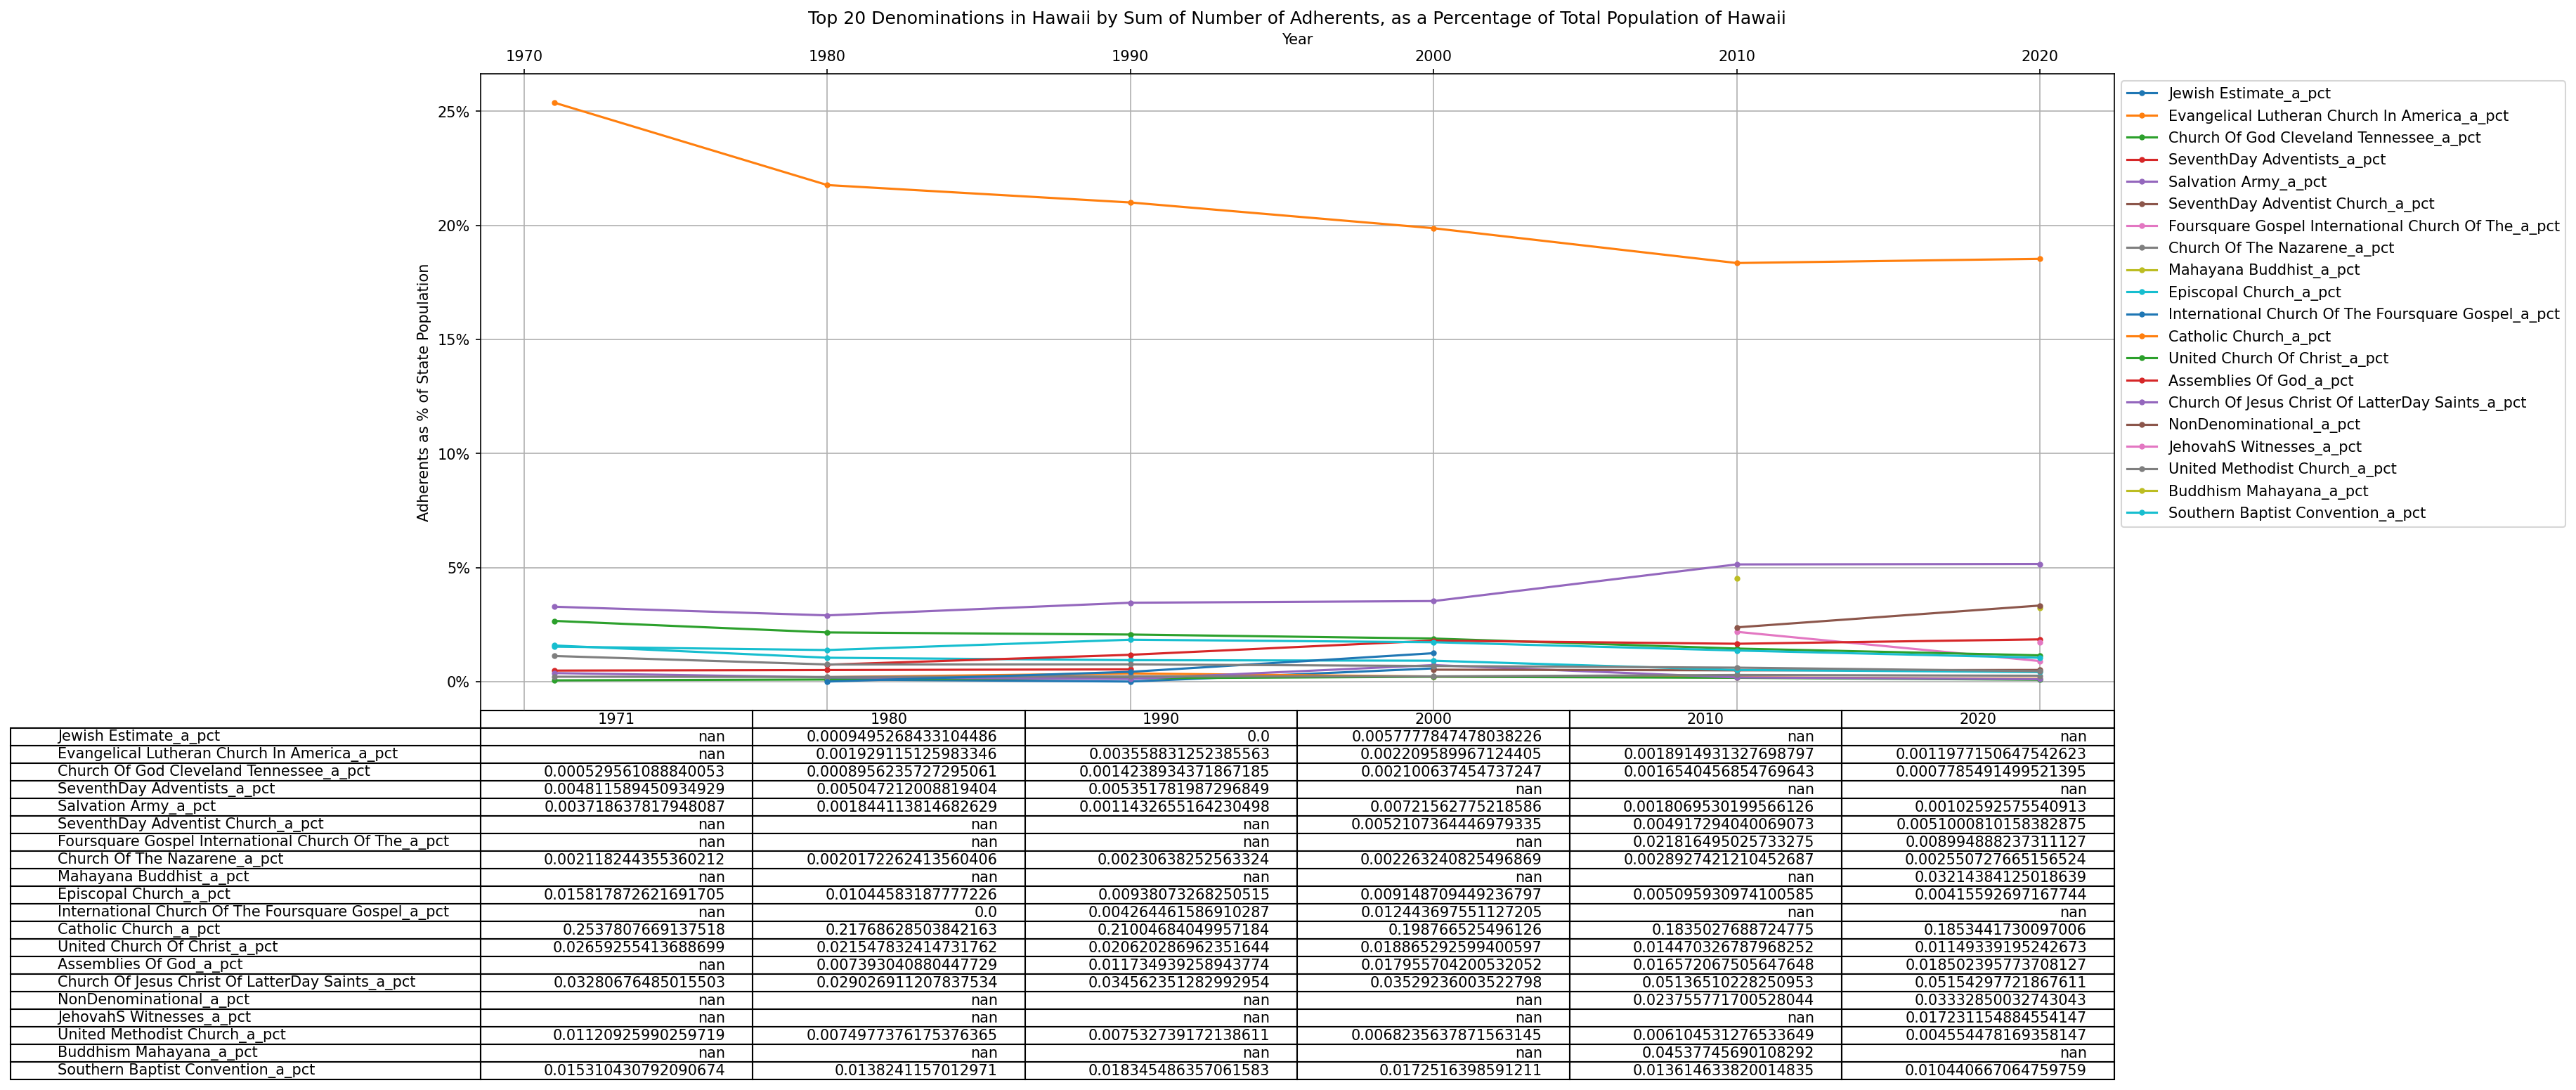 Top 20 Denominations in Hawaii by Sum of Number of Adherents, as a Percentage of Total Population of Hawaii
Year
1970 1980 1990 2000 2010 2020
25%
20%
15%
10%
5%
0%
Adherents as % of State Population
Jewish Estimate_a_pct
Evangelical Lutheran Church In America_a_pct
Church Of God Cleveland Tennessee_a_pct
SeventhDay Adventists_a_pct
Salvation Army_a_pct
SeventhDay Adventist Church_a_pct
Foursquare Gospel International Church Of The_a_pct
Church Of The Nazarene_a_pct
Mahayana Buddhist_a_pct
Episcopal Church_a_pct
International Church Of The Foursquare Gospel_a_pct
Catholic Church_a_pct
United Church Of Christ_a_pct
Assemblies Of God_a_pct
Church Of Jesus Christ Of LatterDay Saints_a_pct
NonDenominational_a_pct
JehovahS Witnesses_a_pct
United Methodist Church_a_pct
Buddhism Mahayana_a_pct
Southern Baptist Convention_a_pct
1971 1980 1990 2000 2010 2020
Jewish Estimate_a_pct nan 0.0009495268433104486 0.0 0.0057777847478038226 nan nan
Evangelical Lutheran Church In America_a_pct nan 0.001929115125983346 0.0035588312523855563 0.002209589967124405 0.0018914931327698797 0.0011977150647542623
Church Of God Cleveland Tennessee_a_pct 0.000529561088840053 0.0008956235727295061 0.0014238934371867185 0.002100637454737247 0.0016540456854769643 0.0007785491499521395
SeventhDay Adventists_a_pct 0.004811589450934929 0.005047212008819404 0.005351781987296849 nan nan nan
Salvation Army_a_pct 0.003718637817948087 0.001844113814682629 0.0011432655164230498 0.00721562775218586 0.0018069530199566126 0.00102592575540913
SeventhDay Adventist Church_a_pct nan nan nan 0.0052107364446979335 0.004917294040069073 0.0051000810158382875
Foursquare Gospel International Church Of The_a_pct nan nan nan nan 0.021816495025733275 0.008994888237311127
Church Of The Nazarene_a_pct 0.002118244355360212 0.0020172262413560406 0.00230638252563324 0.002263240825496869 0.0028927421210452687 0.002550727665156524
Mahayana Buddhist_a_pct nan nan nan nan nan 0.03214384125018639
Episcopal Church_a_pct 0.015817872621691705 0.01044583187777226 0.009380732682505​15 0.009148709449236797 0.005095930974100585 0.00415592697167744
International Church Of The Foursquare Gospel_a_pct nan 0.0 0.004264461586910287 0.012443697551127205 nan nan
Catholic Church_a_pct 0.2537807669137518 0.21768628503842163 0.21004684049957184 0.198766525496126 0.1835027688724775 0.1853441730097006
United Church Of Christ_a_pct 0.02659255413688699 0.021547832414731762 0.020620286962351644 0.018865292599400597 0.014470326787968252 0.01149339195242673
Assemblies Of God_a_pct nan 0.007393040880447729 0.011734939258943774 0.01795570420053205​2 0.016572067505647648 0.018502395773708127
Church Of Jesus Christ Of LatterDay Saints_a_pct 0.03280676485015503 0.029026911207837534 0.034562351282992954 0.03529236003522798 0.05136510228250953 0.05154297721867611
NonDenominational_a_pct nan nan nan nan 0.023755771700528044 0.03332850032743043
JehovahS Witnesses_a_pct nan nan nan nan nan 0.017231154884554147
United Methodist Church_a_pct 0.01120925990259719 0.0074977376175376365 0.0075327391721386​11 0.0068235637871563145 0.006104531276533649 0.004554478169358147
Buddhism Mahayana_a_pct nan nan nan nan 0.04537745690108292 nan
Southern Baptist Convention_a_pct 0.015310430792090674 0.0138241157012971 0.018345486357061583 0.0172516398591211 0.013614633820014835 0.010440667064759759